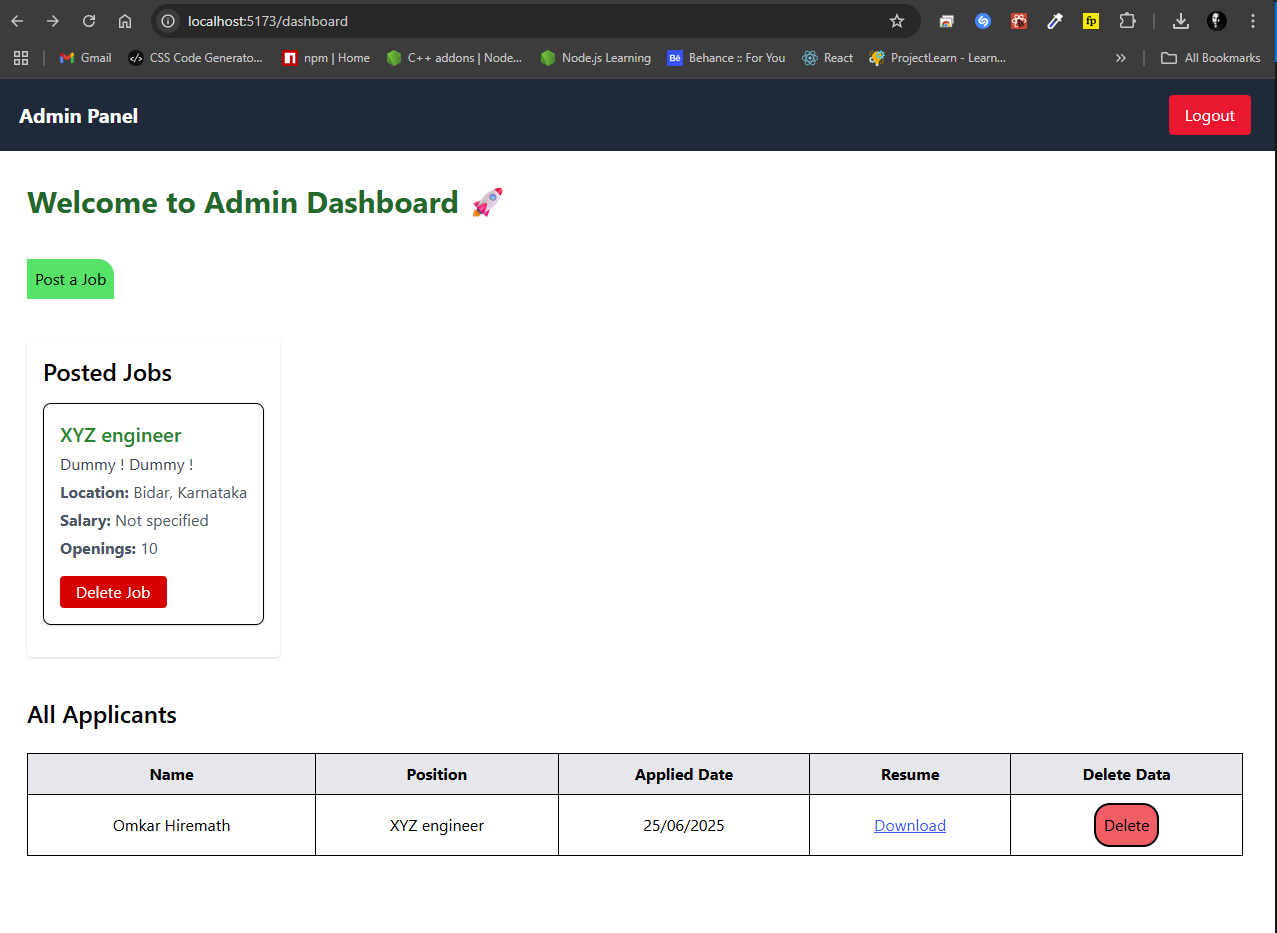 localhost:5173/dashboard
fp
Gmail
CSS Code Generato...
npm | Home
C++ addons | Node...
Node.js Learning
Bē
Behance :: For You
React
ProjectLearn - Learn...
All Bookmarks
Admin Panel
Logout
Welcome to Admin Dashboard 🚀
Post a Job
Posted Jobs
XYZ engineer
Dummy ! Dummy !
Location: Bidar, Karnataka
Salary: Not specified
Openings: 10
Delete Job
All Applicants
Name Position Applied Date Resume Delete Data
Omkar Hiremath XYZ engineer 25/06/2025 Download Delete